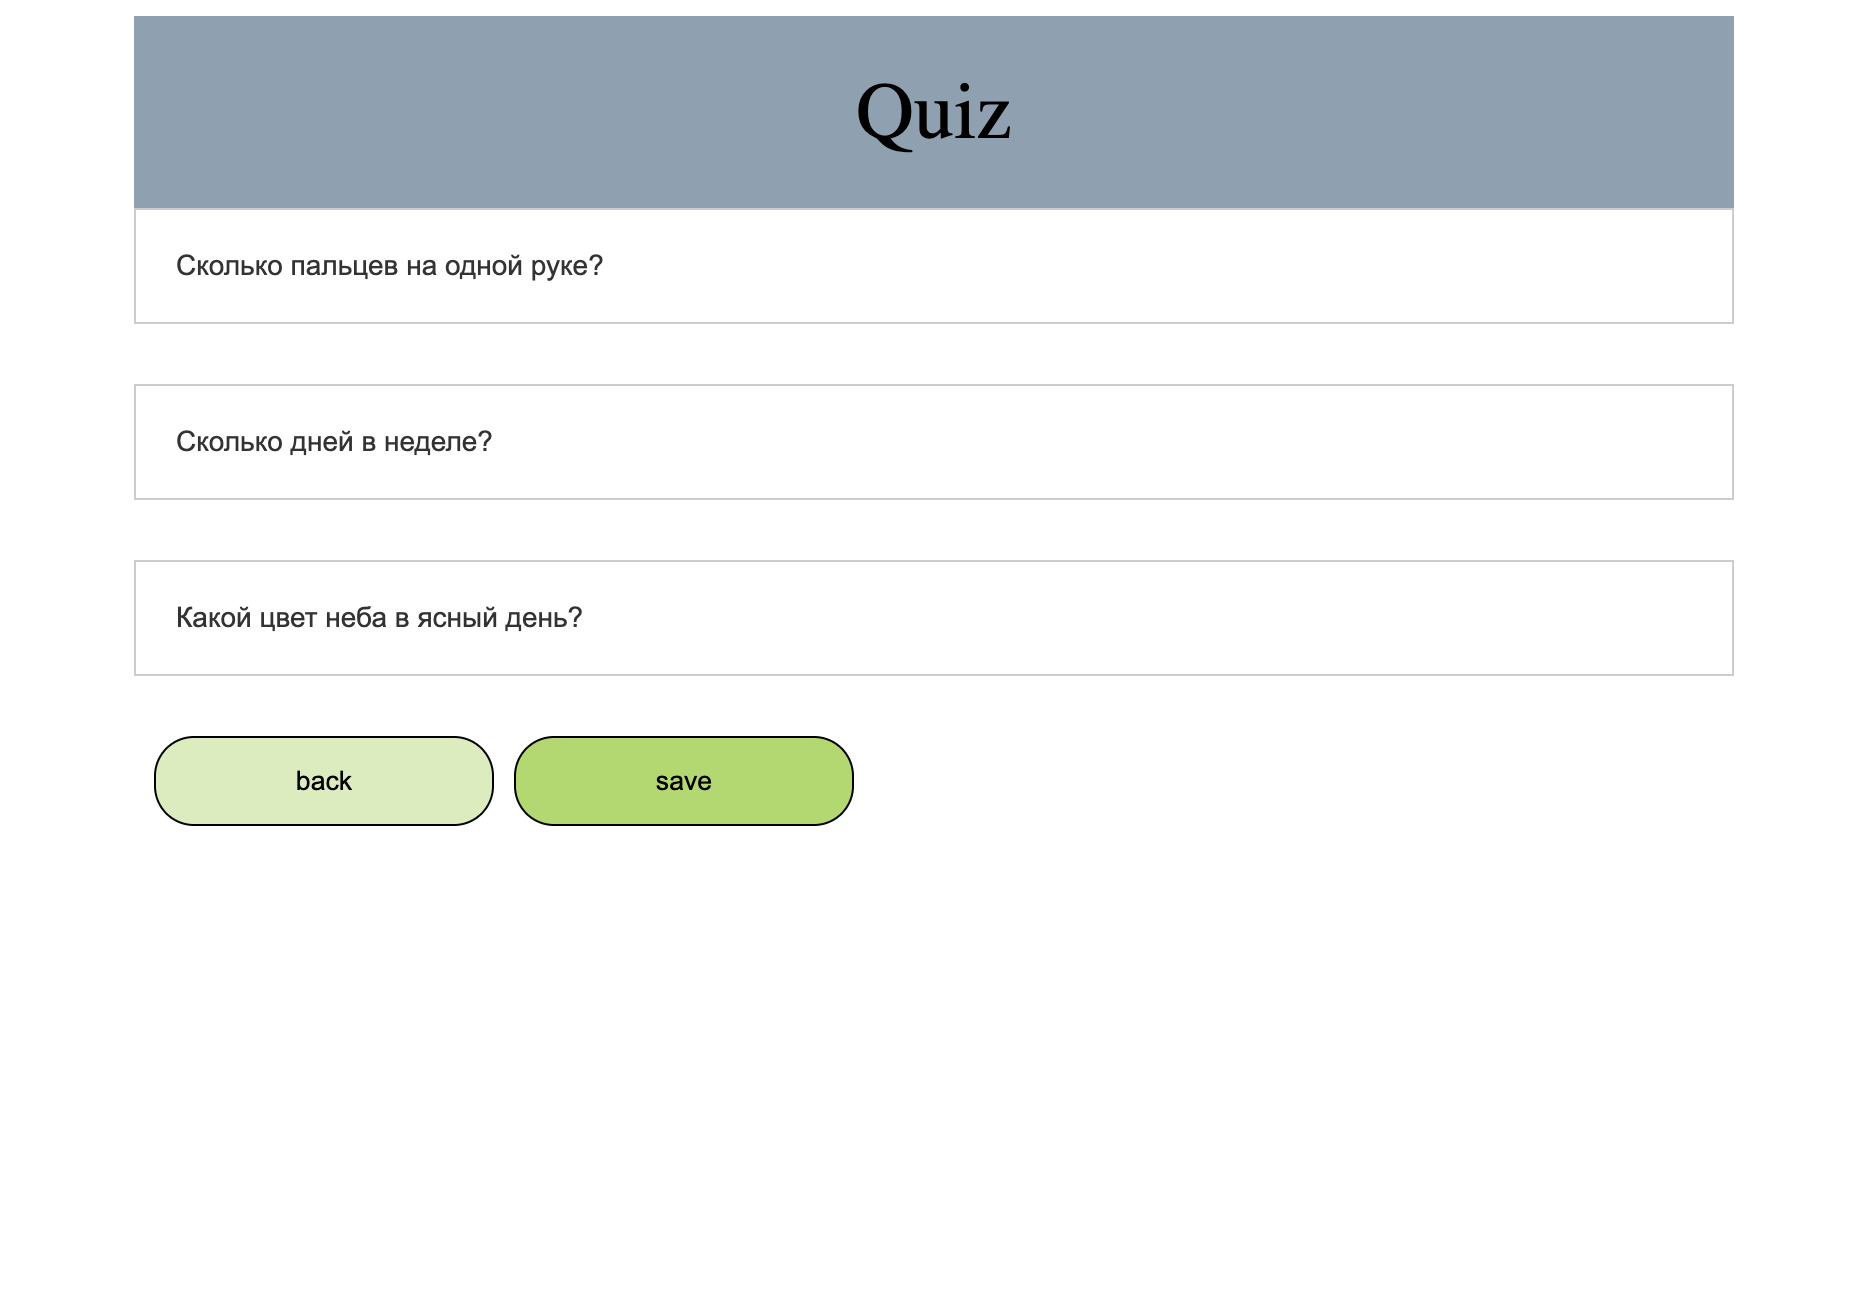 Quiz
Сколько пальцев на одной руке?
Сколько дней в неделе?
Какой цвет неба в ясный день?
back save